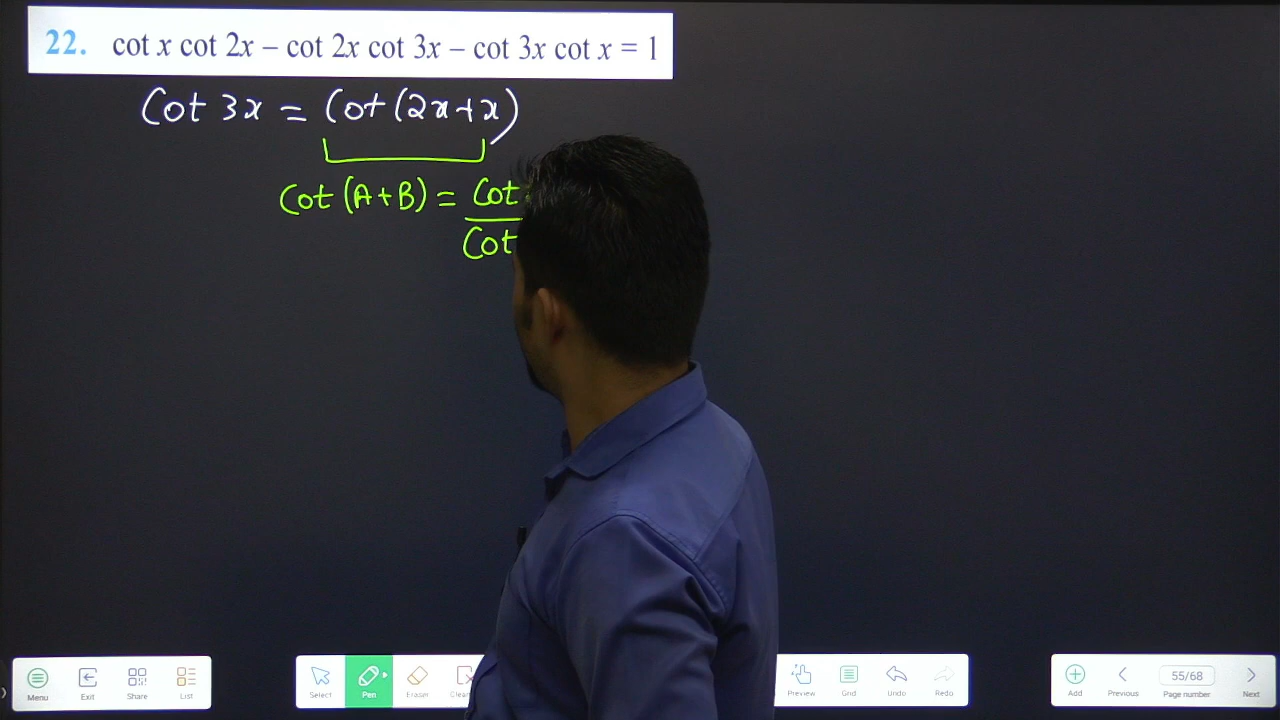 22. cot x cot 2x – cot 2x cot 3x – cot 3x cot x = 1
Cot 3x = Cot (2x+x)
Cot (A+B) = Cot
Cot
Menu Exit Share List Select Pen Eraser Preview Grid Undo Redo Add Previous 55/68 Page number Next